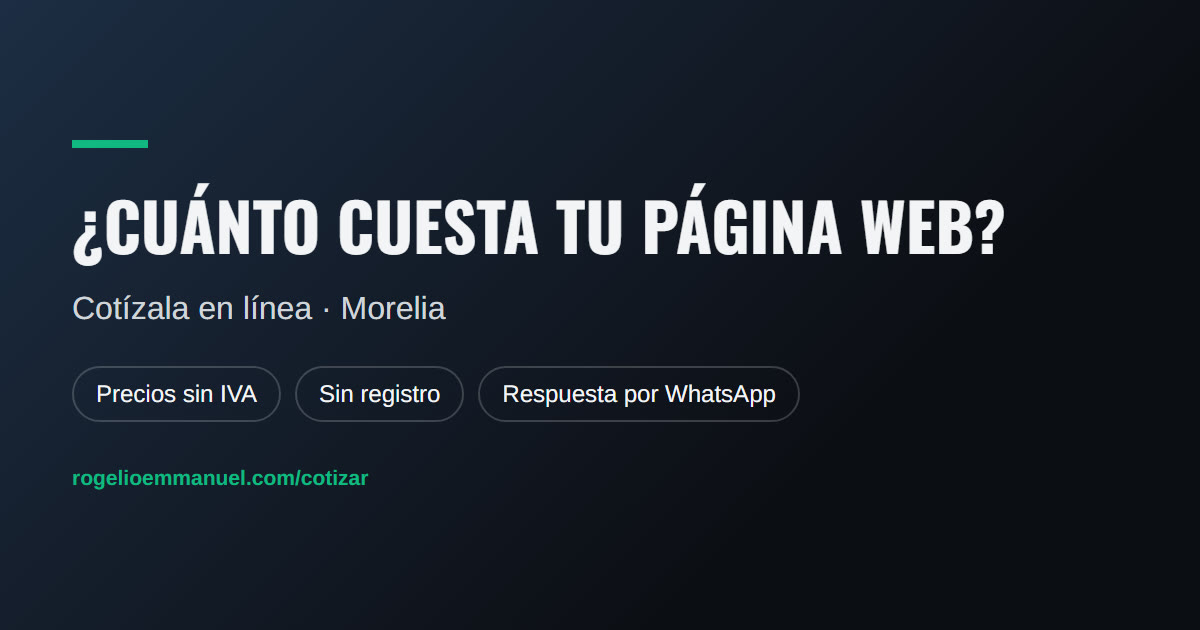 ¿CUÁNTO CUESTA TU PÁGINA WEB?
Cotízala en línea · Morelia
Precios sin IVA
Sin registro
Respuesta por WhatsApp
rogelioemmanuel.com/cotizar